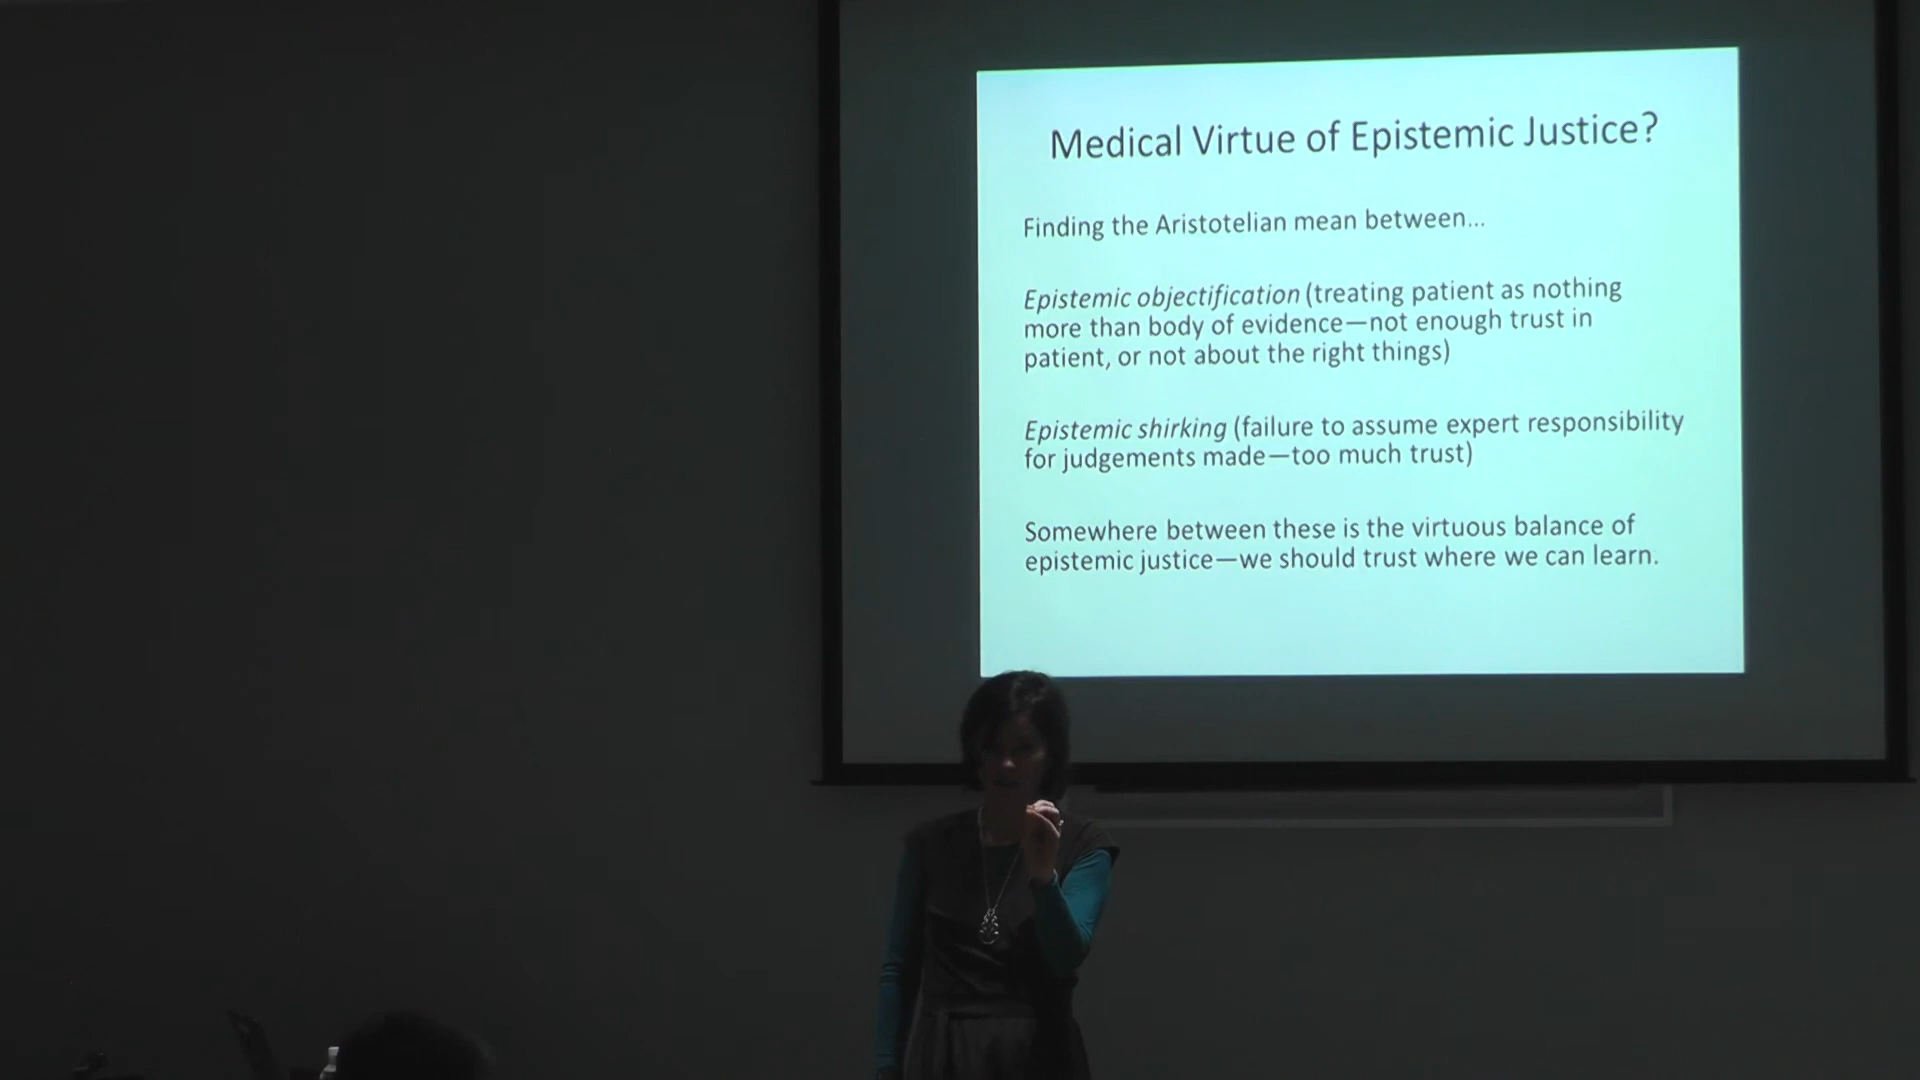 Medical Virtue of Epistemic Justice?
Finding the Aristotelian mean between...
Epistemic objectification (treating patient as nothing
more than body of evidence—not enough trust in
patient, or not about the right things)
Epistemic shirking (failure to assume expert responsibility
for judgements made—too much trust)
Somewhere between these is the virtuous balance of
epistemic justice—we should trust where we can learn.